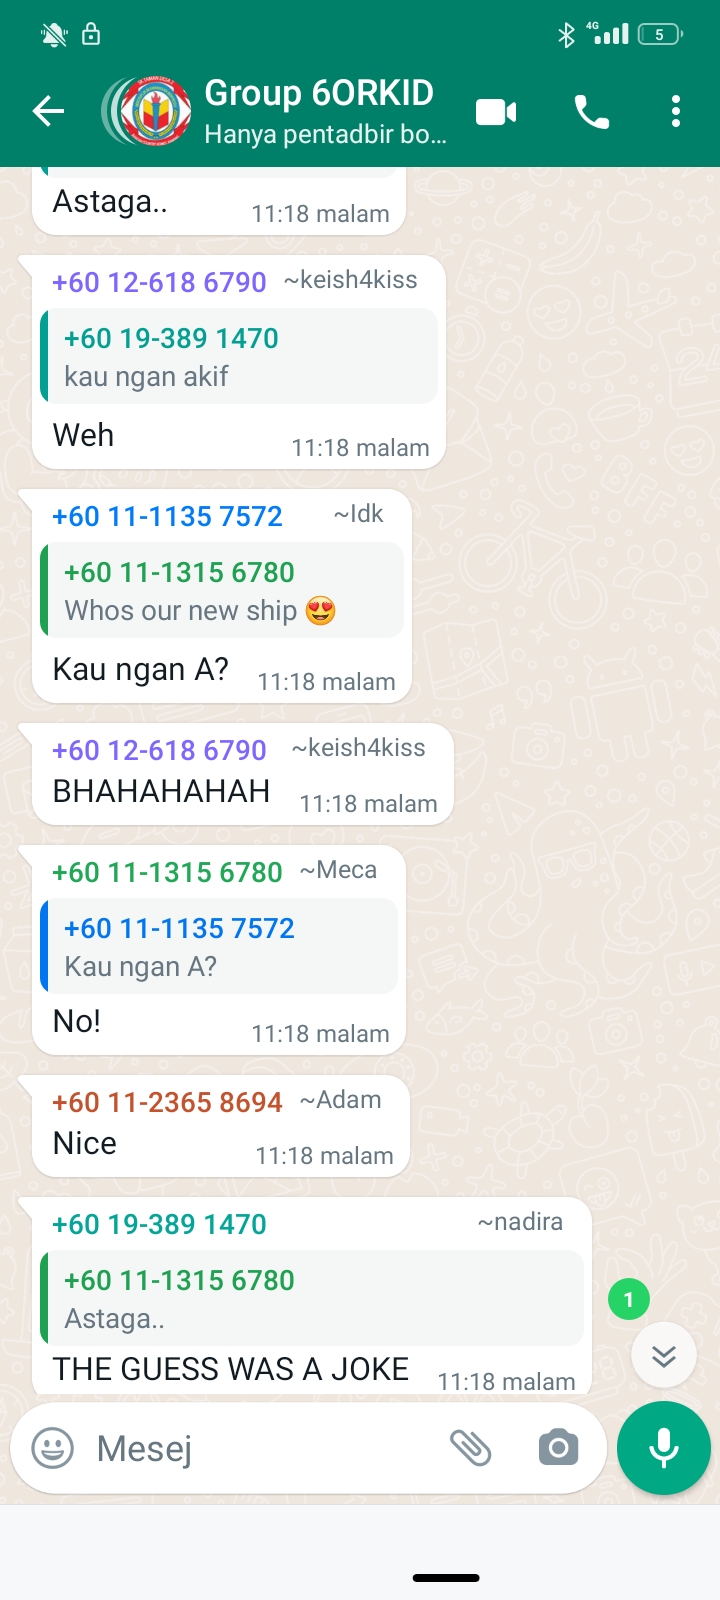 4G
5
Group 6ORKID
Hanya pentadbir bo...
Astaga..
11:18 malam
+60 12-618 6790 ~keish4kiss
+60 19-389 1470
kau ngan akif
Weh
11:18 malam
+60 11-1135 7572 ~Idk
+60 11-1315 6780
Whos our new ship 😍
Kau ngan A?
11:18 malam
+60 12-618 6790 ~keish4kiss
BHAHAHAHAH
11:18 malam
+60 11-1315 6780 ~Meca
+60 11-1135 7572
Kau ngan A?
No!
11:18 malam
+60 11-2365 8694 ~Adam
Nice
11:18 malam
+60 19-389 1470 ~nadira
+60 11-1315 6780
Astaga..
THE GUESS WAS A JOKE
11:18 malam
1
Mesej